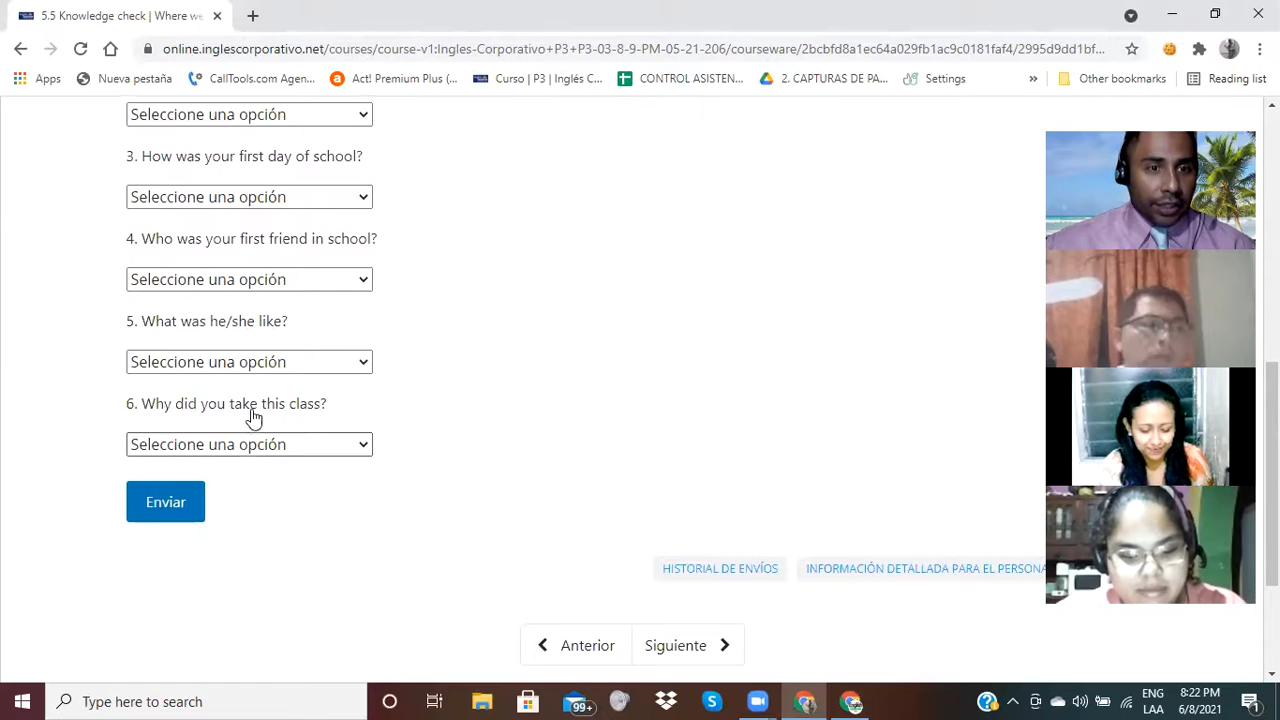 5.5 Knowledge check | Where we
online.inglescorporativo.net/courses/course-v1:Ingles-Corporativo+P3+P3-03-8-9-PM-05-21-206/courseware/2bcbfd8a1ec64a029fb1ac9c0181faf4/2995d9dd1bf...
Apps Nueva pestaña CallTools.com Agen... Act! Premium Plus (... Curso | P3 | Inglés C... CONTROL ASISTEN... 2. CAPTURAS DE PA... Settings » Other bookmarks Reading list
Seleccione una opción
3. How was your first day of school?
Seleccione una opción
4. Who was your first friend in school?
Seleccione una opción
5. What was he/she like?
Seleccione una opción
6. Why did you take this class?
Seleccione una opción
Enviar
HISTORIAL DE ENVÍOS INFORMACIÓN DETALLADA PARA EL PERSONA
Anterior Siguiente
Type here to search
99+
ENG
LAA
8:22 PM
6/8/2021
1